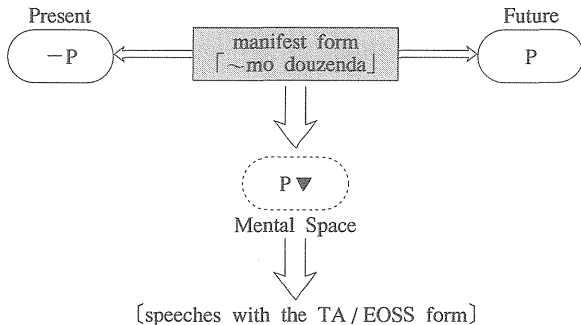 Present
Future
−P
manifest form
「～mo douzenda」
P
P▼
Mental Space
〔speeches with the TA / EOSS form〕